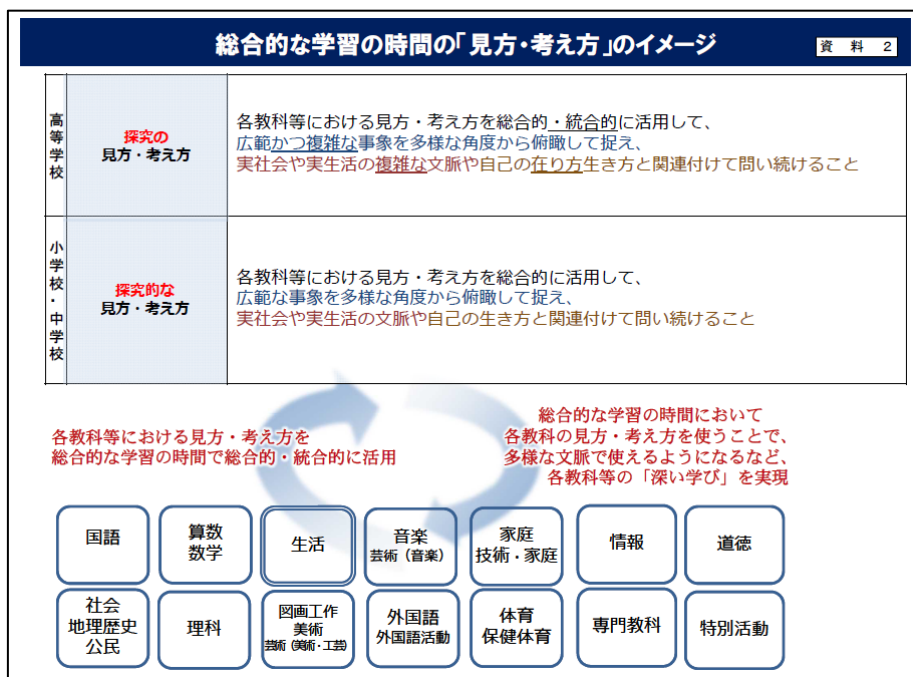 総合的な学習の時間の「見方・考え方」のイメージ
資 料 2
高等学校
探究の
見方・考え方
各教科等における見方・考え方を総合的・統合的に活用して、
広範かつ複雑な事象を多様な角度から俯瞰して捉え、
実社会や実生活の複雑な文脈や自己の在り方生き方と関連付けて問い続けること
小学校・中学校
探究的な
見方・考え方
各教科等における見方・考え方を総合的に活用して、
広範な事象を多様な角度から俯瞰して捉え、
実社会や実生活の文脈や自己の生き方と関連付けて問い続けること
各教科等における見方・考え方を
総合的な学習の時間で総合的・統合的に活用
総合的な学習の時間において
各教科の見方・考え方を使うことで、
多様な文脈で使えるようになるなど、
各教科等の「深い学び」を実現
国語
算数
数学
生活
音楽
芸術（音楽）
家庭
技術・家庭
情報
道徳
社会
地理歴史
公民
理科
図画工作
美術
芸術（美術・工芸）
外国語
外国語活動
体育
保健体育
専門教科
特別活動